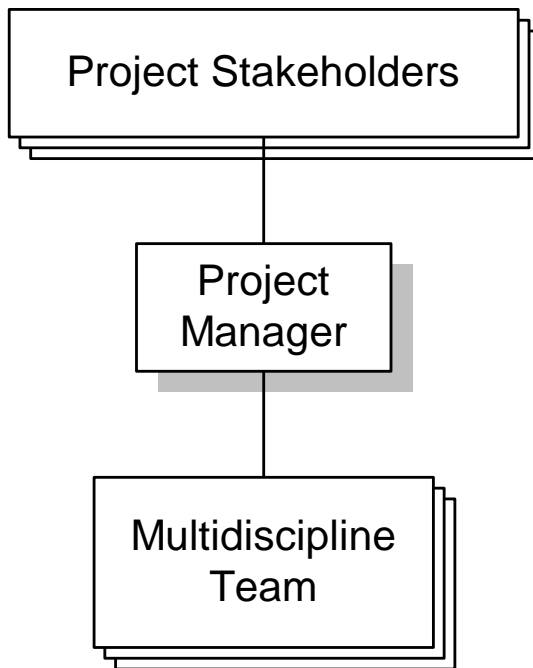 Project Stakeholders
Project
Manager
Multidiscipline
Team